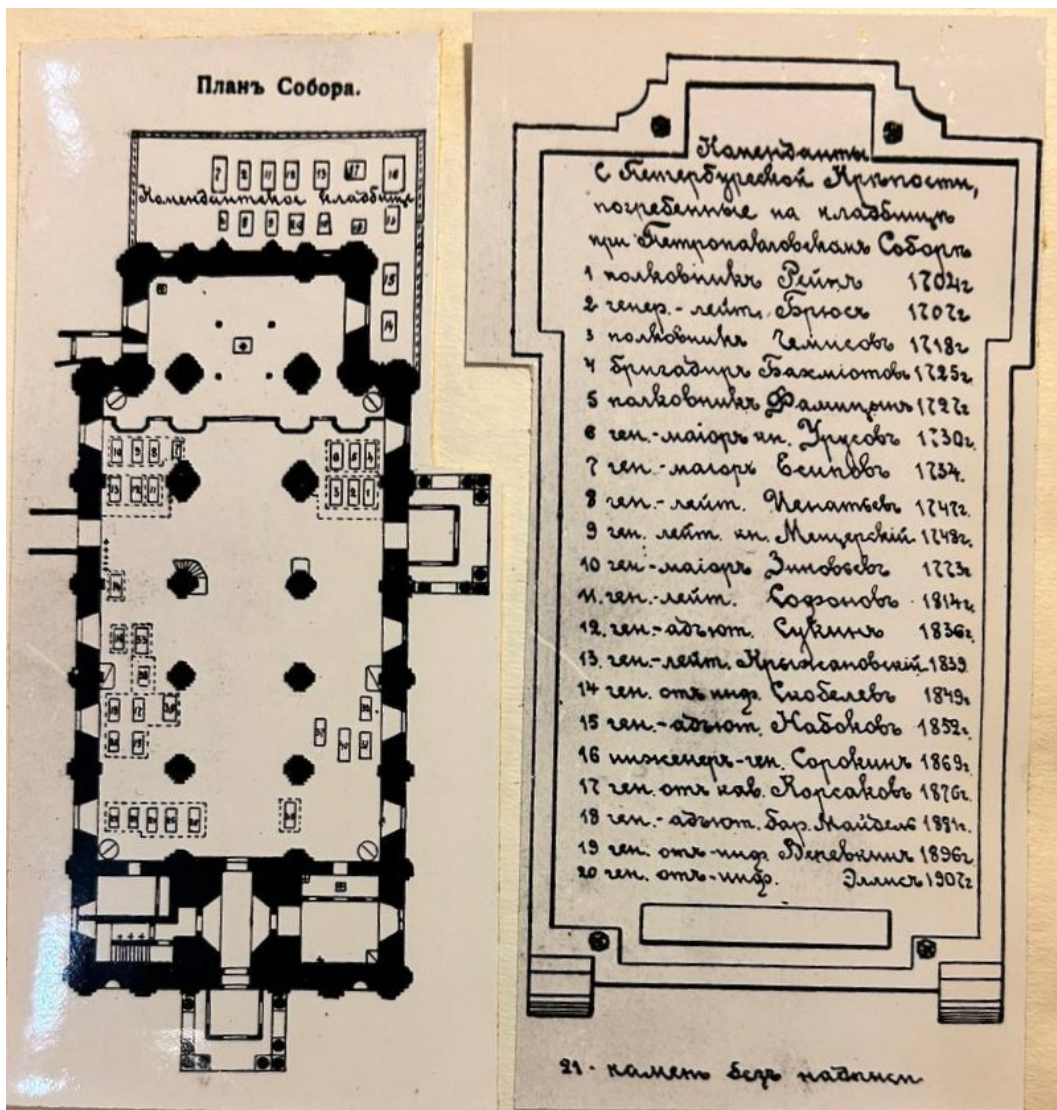 Планъ Собора.
Комендантское кладбище
Коменданты
С Петербургской Крѣпости,
погребенные на кладбищѣ
при Петропавловскомъ Соборѣ
1 полковникъ Рейнъ 1704г
2 генер.-лейт. Брюсъ 1707г
3 полковникъ Чемисовъ 1718г
4 бригадиръ Бахмiотовъ 1725г.
5 полковникъ Фаминцынъ 1727г
6 ген.-маiоръ кн. Урусовъ 1730г.
7 ген.-маiоръ Есиповъ 1734.
8 ген.-лейт. Игнатьевъ 1747г.
9 ген. лейт. кн. Мещерскiй 1748г.
10 ген.-маiоръ Зиновьевъ 1773г
11. ген.-лейт. Софоновъ 1814г.
12. ген.-адъют. Сукинъ 1836г.
13. ген.-лейт. Крыжановскiй 1839
14 ген. отъ инф. Скобелевъ 1849г
15 ген.-адъют. Набоковъ 1852г.
16 инженеръ-ген. Сорокинъ 1869г.
17 ген. отъ кав. Корсаковъ 1876г.
18 ген.-адъют. бар. Майдель 1881г.
19 ген. отъ-инф. Веревкинъ 1896г
20 ген. отъ-инф. Эллисъ 1907г
21 - камень безъ надписи